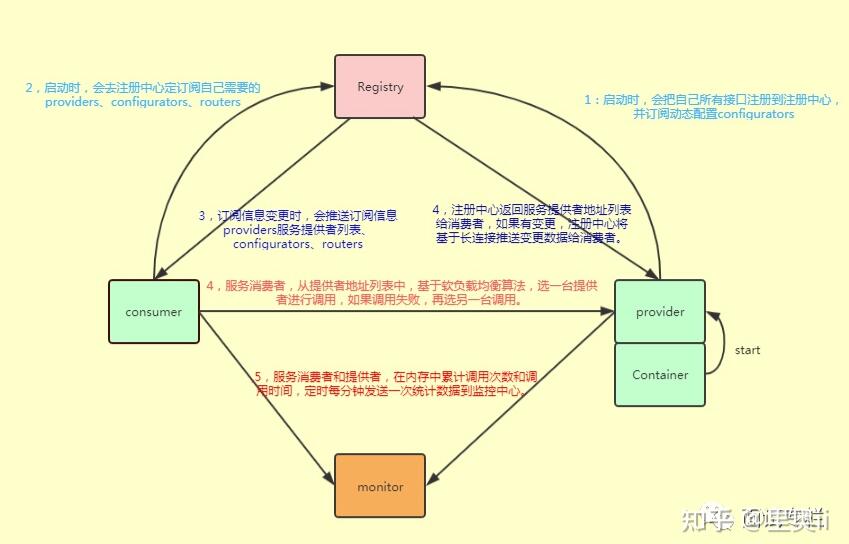 Registry
2，启动时，会去注册中心定订阅自己需要的
providers、configurators、routers
1：启动时，会把自己所有接口注册到注册中心，
并订阅动态配置configurators
3，订阅信息变更时，会推送订阅信息
providers服务提供者列表、
configurators、routers
4，注册中心返回服务提供者地址列表
给消费者，如果有变更，注册中心将
基于长连接推送变更数据给消费者。
4，服务消费者，从提供者地址列表中，基于软负载均衡算法，选一台提供
者进行调用，如果调用失败，再选另一台调用。
consumer
provider
start
Container
5，服务消费者和提供者，在内存中累计调用次数和调
用时间，定时每分钟发送一次统计数据到监控中心。
monitor
知乎